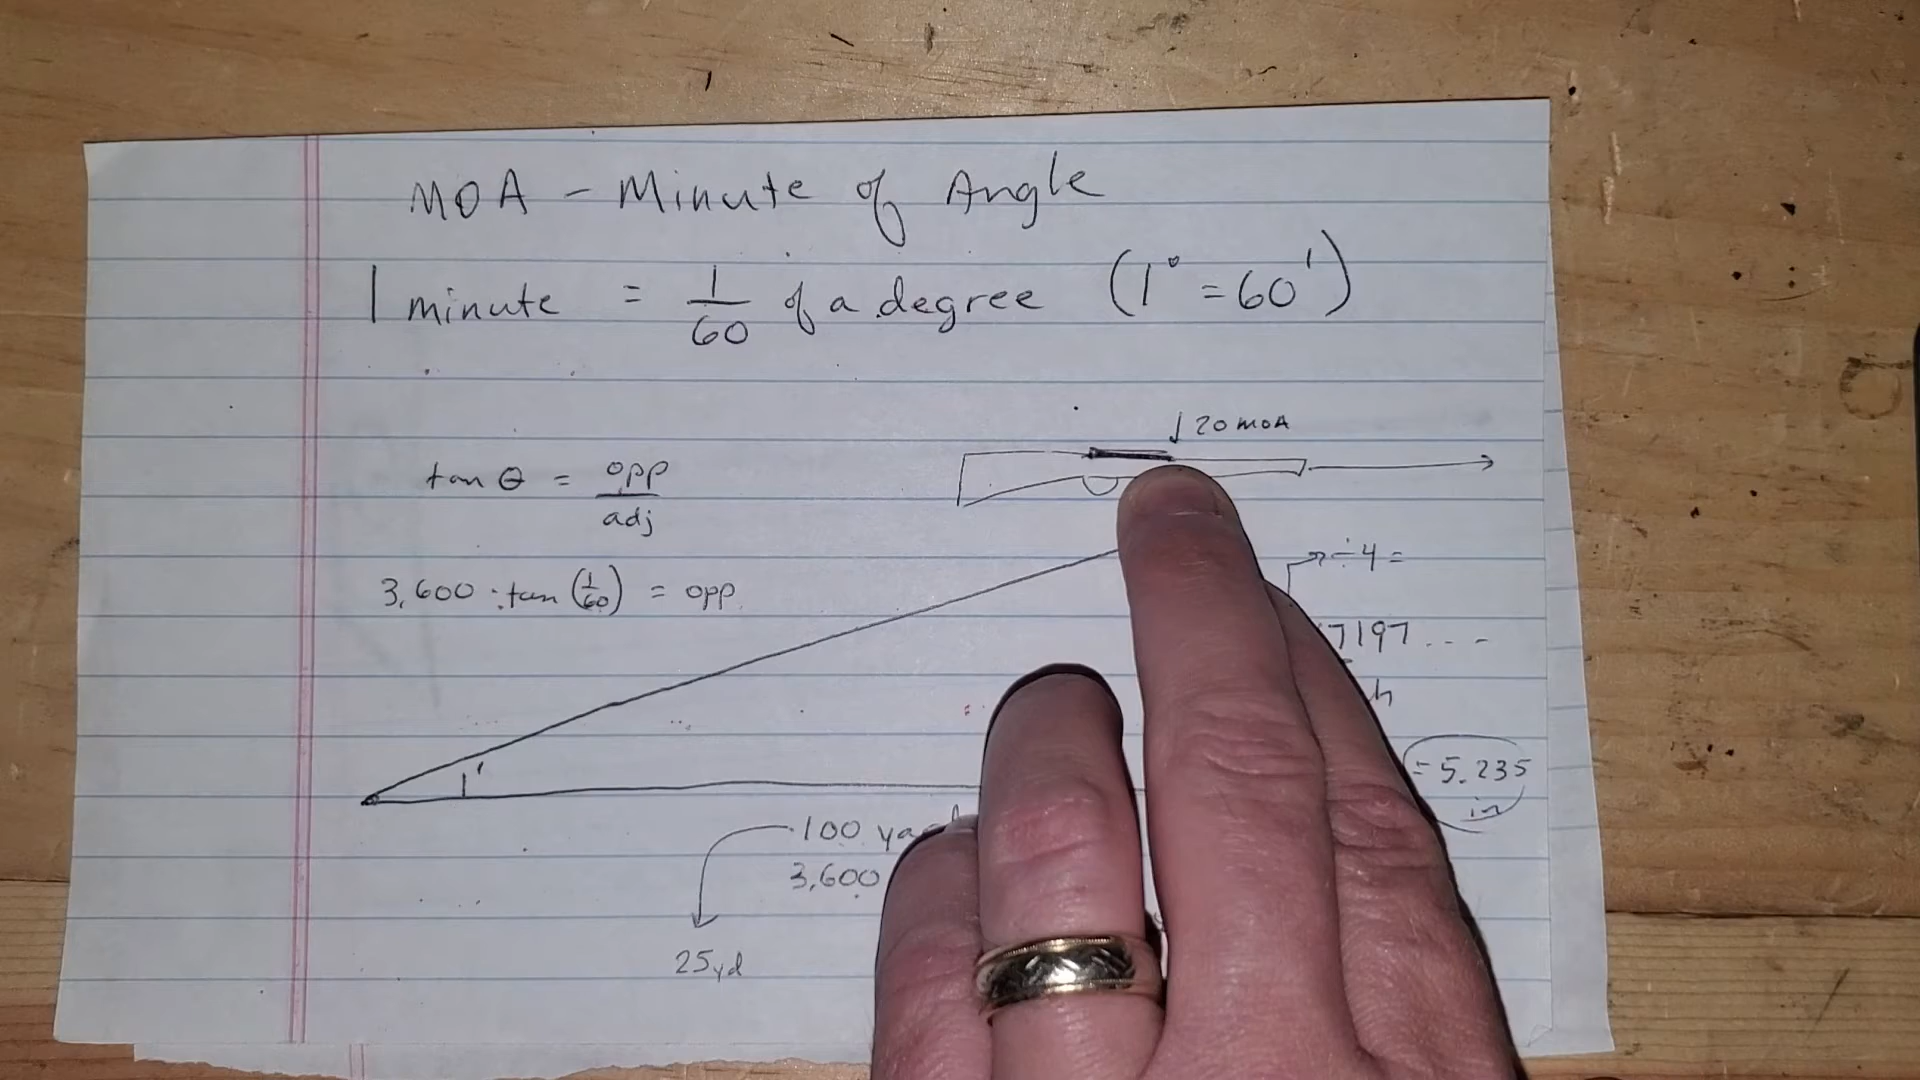 MOA – Minute of Angle
1 minute = 1/60 of a degree (1° = 60')
↓ 20 MOA
tan θ = opp/adj
÷ 4 =
3,600 · tan (1/60) = opp
7197...
1'
= 5.235
in
100
3,600
25yd